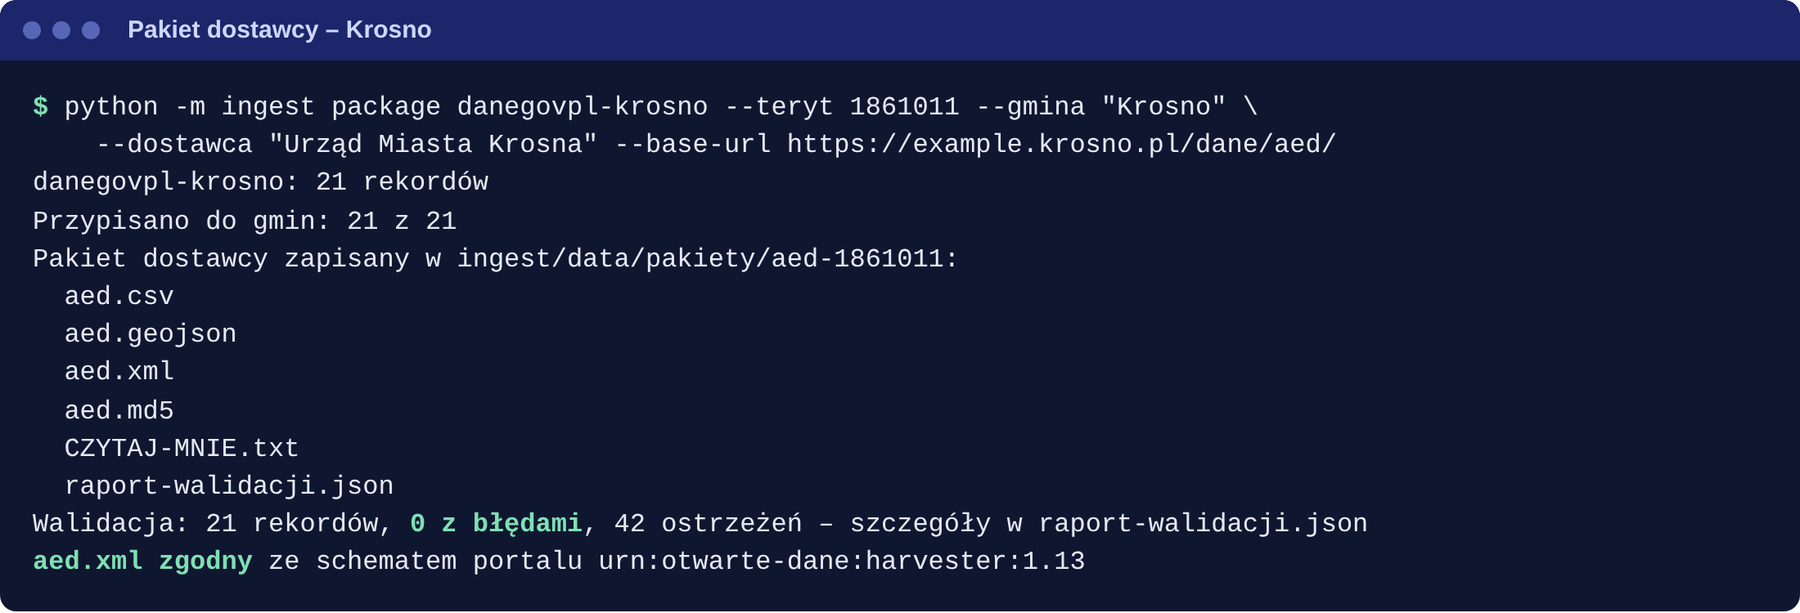 Pakiet dostawcy – Krosno
$ python -m ingest package danegovpl-krosno --teryt 1861011 --gmina "Krosno" \
--dostawca "Urząd Miasta Krosna" --base-url https://example.krosno.pl/dane/aed/
danegovpl-krosno: 21 rekordów
Przypisano do gmin: 21 z 21
Pakiet dostawcy zapisany w ingest/data/pakiety/aed-1861011:
aed.csv
aed.geojson
aed.xml
aed.md5
CZYTAJ-MNIE.txt
raport-walidacji.json
Walidacja: 21 rekordów, 0 z błędami, 42 ostrzeżeń – szczegóły w raport-walidacji.json
aed.xml zgodny ze schematem portalu urn:otwarte-dane:harvester:1.13